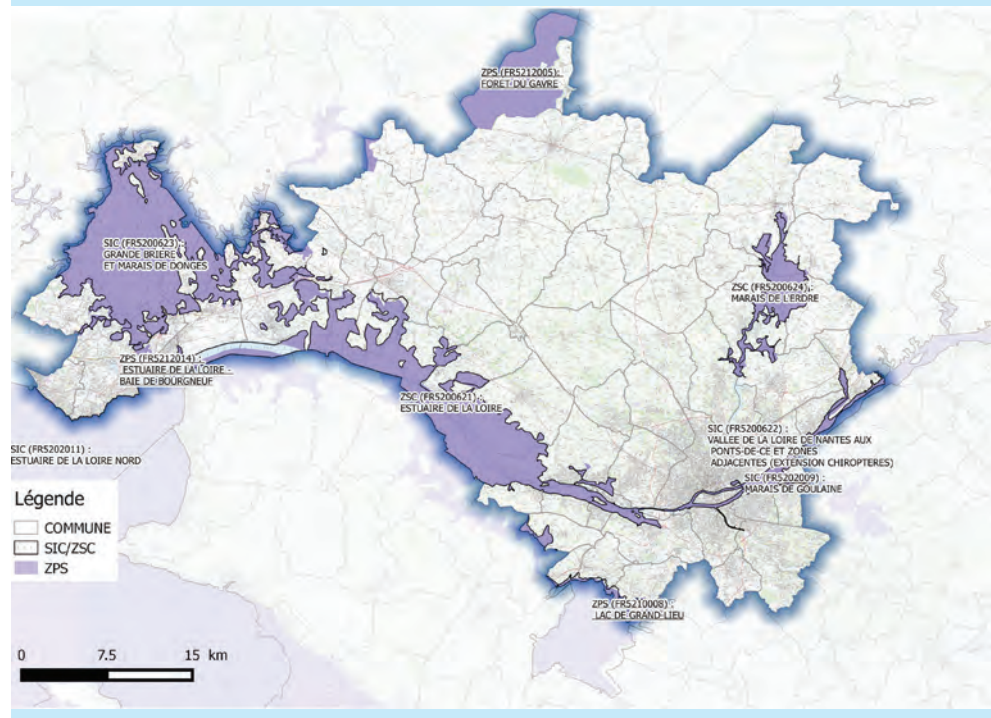 ZPS (FR5212005) :
FORET DU GAVRE
SIC (FR5200623) :
GRANDE BRIERE
ET MARAIS DE DONGES
ZSC (FR5200624) :
MARAIS DE L'ERDRE
ZPS (FR5212014) :
ESTUAIRE DE LA LOIRE -
BAIE DE BOURGNEUF
ZSC (FR5200621) :
ESTUAIRE DE LA LOIRE
SIC (FR5200622) :
VALLEE DE LA LOIRE DE NANTES AUX
PONTS-DE-CE ET ZONES
ADJACENTES (EXTENSION CHIROPTERES)
SIC (FR5202009) :
MARAIS DE GOULAINE
SIC (FR5202011) :
ESTUAIRE DE LA LOIRE NORD
ZPS (FR5210008) :
LAC DE GRAND-LIEU
Légende
COMMUNE
SIC/ZSC
ZPS
0 7.5 15 km